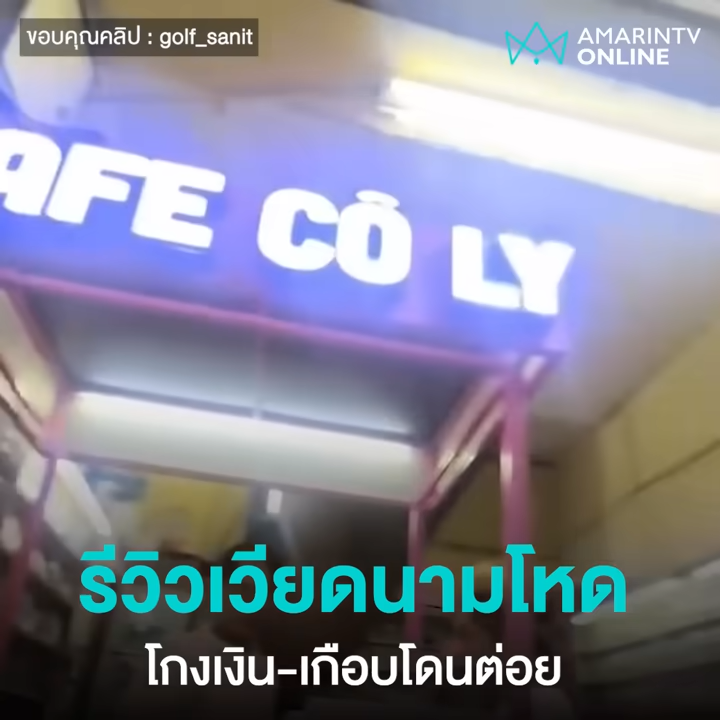 ขอบคุณคลิป : golf_sanit
AMARINTV
ONLINE
AFE CÔ LY
รีวิวเวียดนามโหด
โกงเงิน-เกือบโดนต่อย